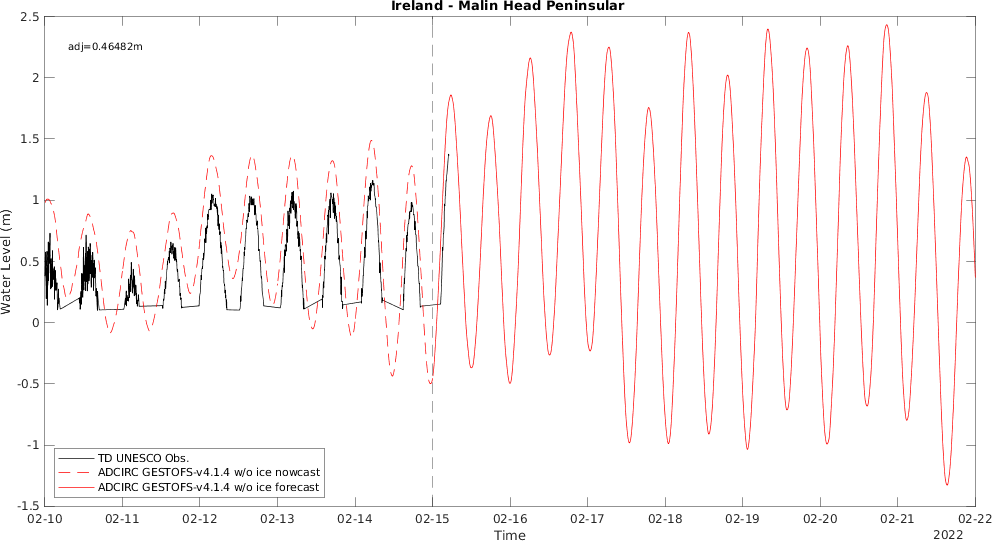 Ireland - Malin Head Peninsular
adj=0.46482m
2.5
2
1.5
1
0.5
0
-0.5
-1
-1.5
Water Level (m)
TD UNESCO Obs.
ADCIRC GESTOFS-v4.1.4 w/o ice nowcast
ADCIRC GESTOFS-v4.1.4 w/o ice forecast
02-10 02-11 02-12 02-13 02-14 02-15 02-16 02-17 02-18 02-19 02-20 02-21 02-22
Time
2022